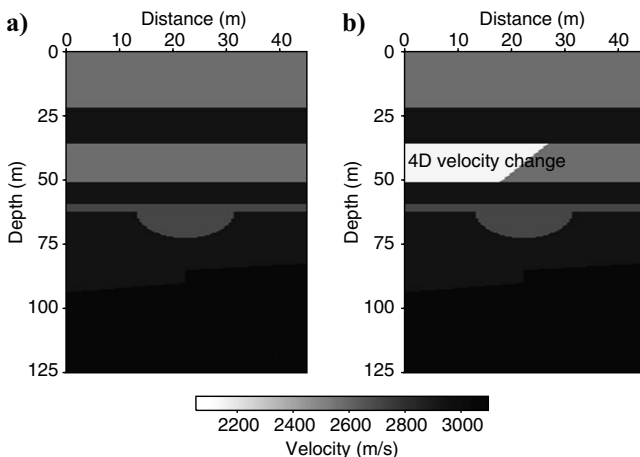 a)
Distance (m)
0 10 20 30 40
Depth (m)
0
25
50
75
100
125
b)
Distance (m)
0 10 20 30 40
Depth (m)
0
25
50
75
100
125
4D velocity change
2200 2400 2600 2800 3000
Velocity (m/s)